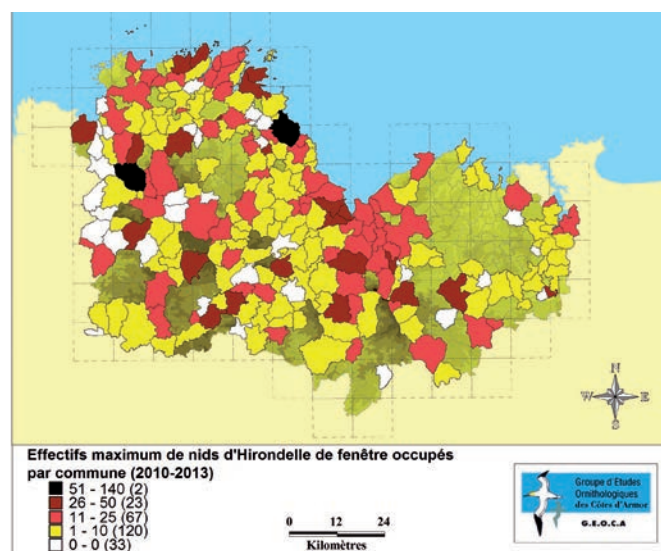 N
W E
S
Effectifs maximum de nids d'Hirondelle de fenêtre occupés
par commune (2010-2013)
51 - 140 (2)
26 - 50 (23)
11 - 25 (67)
1 - 10 (120)
0 - 0 (33)
0 12 24
Kilomètres
Groupe d'Études
Ornithologiques
des Côtes d'Armor
G.E.O.C.A